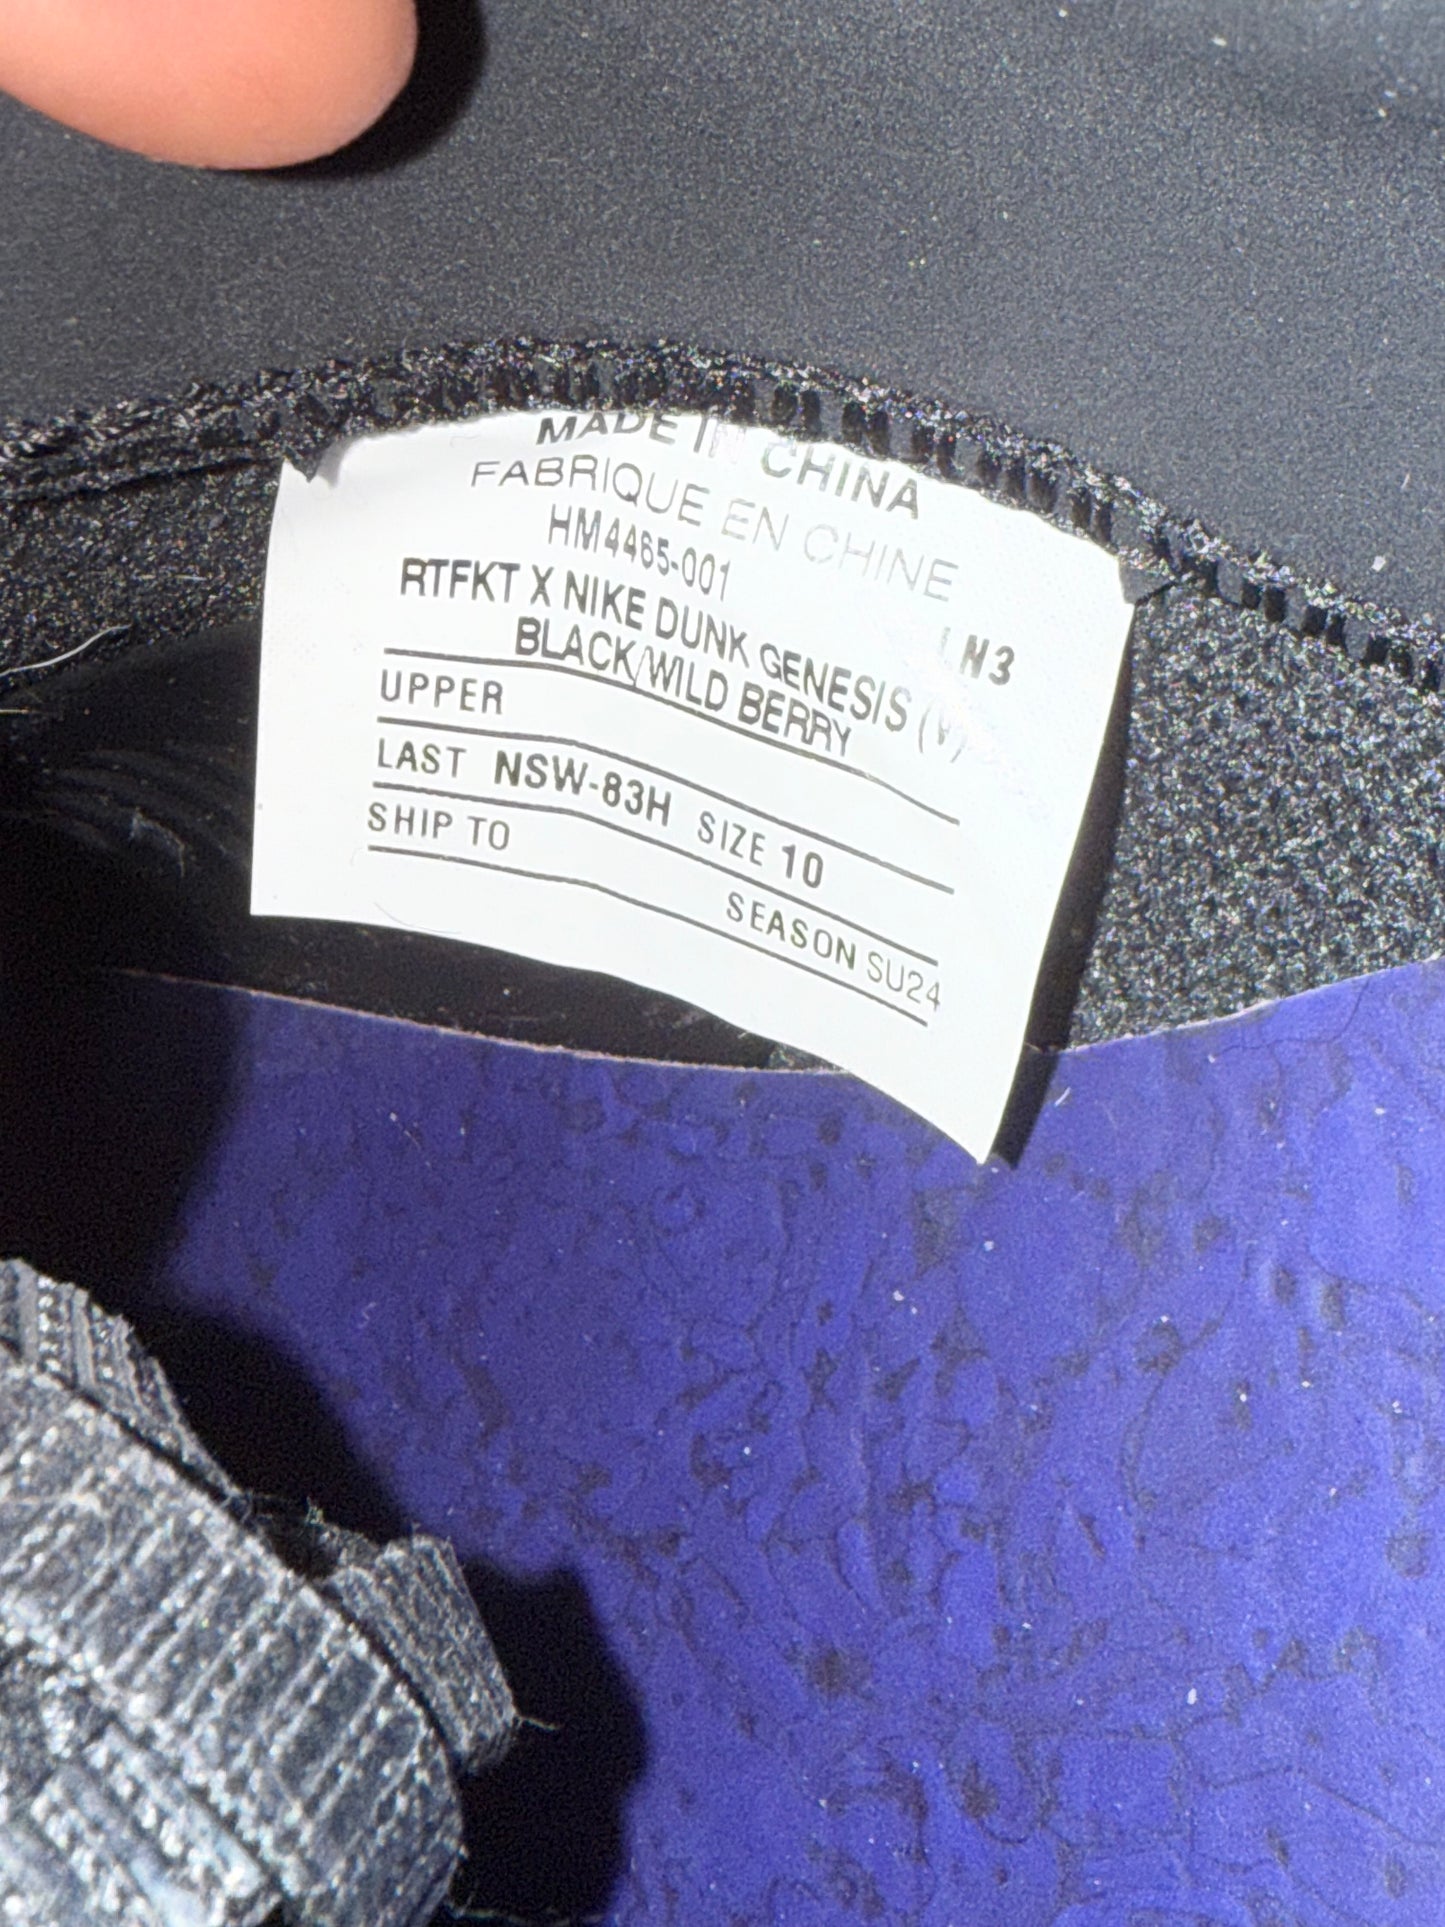 MADE IN CHINA
FABRIQUE EN CHINE
HM4465-001 LN3
RTFKT X NIKE DUNK GENESIS (V)
BLACK/WILD BERRY
UPPER
LAST NSW-83H SIZE 10
SHIP TO
SEASON SU24